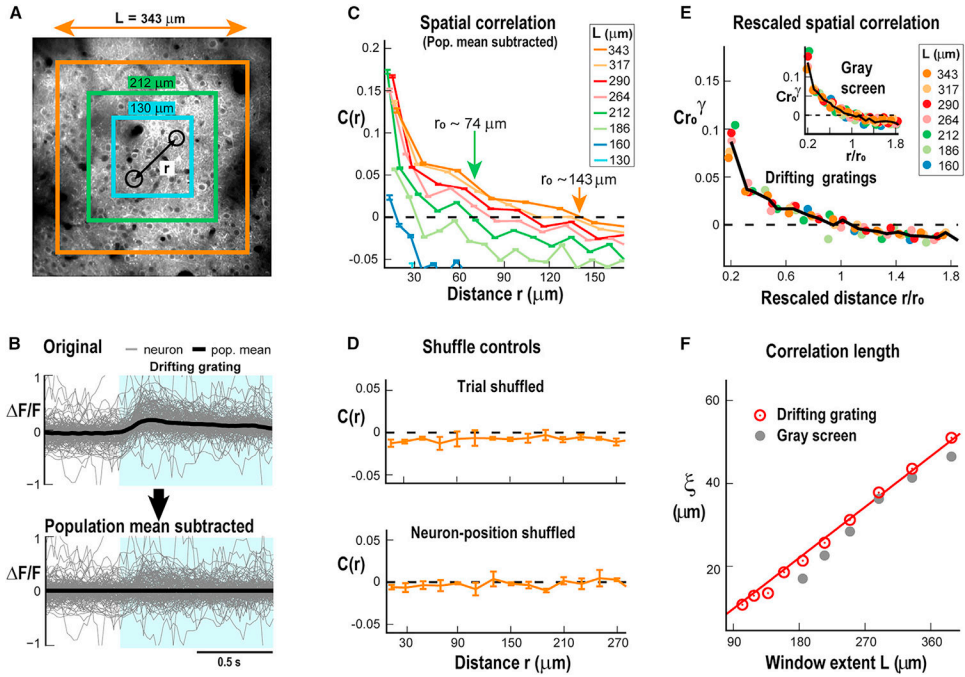 A
L = 343 μm
212 μm
130 μm
r
B
Original
neuron
pop. mean
Drifting grating
ΔF/F
1
0
−1
Population mean subtracted
ΔF/F
1
0
−1
0.5 s
C
Spatial correlation
(Pop. mean subtracted)
C(r)
0.2
0.15
0.1
0.05
0
-0.05
r₀ ~ 74 μm
r₀ ~143 μm
L (μm)
343
317
290
264
212
186
160
130
30
60
90
120
150
Distance r (μm)
D
Shuffle controls
Trial shuffled
C(r)
0.05
0
-0.05
Neuron-position shuffled
C(r)
0.05
0
-0.05
30
90
150
210
270
Distance r (μm)
E
Rescaled spatial correlation
Cr₀^γ
0.15
0.1
0.05
0
Gray
screen
Cr₀^γ
0.1
0
0.2
0.6
1
1.4
1.8
r/r₀
Drifting gratings
L (μm)
343
317
290
264
212
186
160
0.2
0.6
1
1.4
1.8
Rescaled distance r/r₀
F
Correlation length
Drifting grating
Gray screen
ξ
(μm)
60
40
20
90
180
270
360
Window extent L (μm)